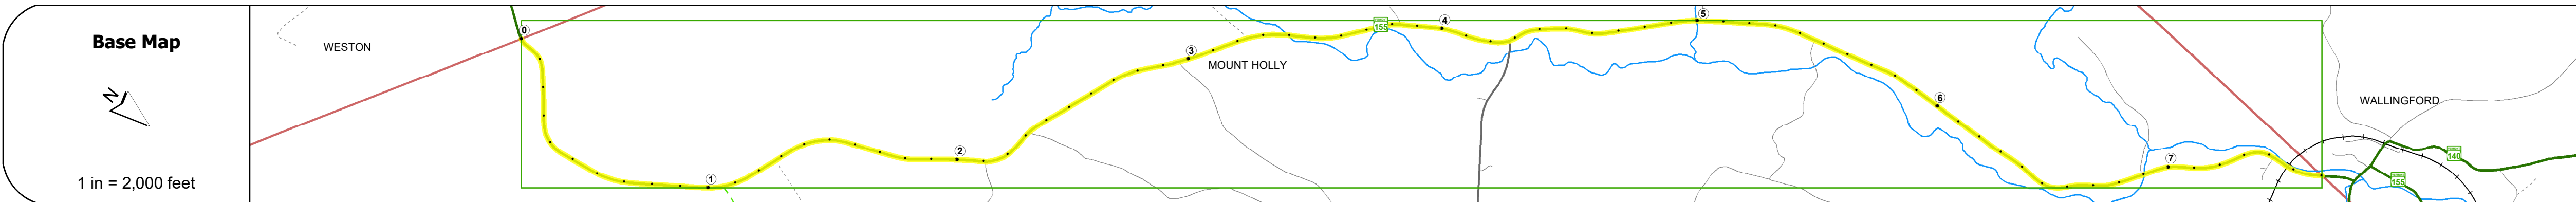 Base Map
N
1 in = 2,000 feet
WESTON
0
1
2
3
MOUNT HOLLY
155
4
5
6
7
WALLINGFORD
140
155